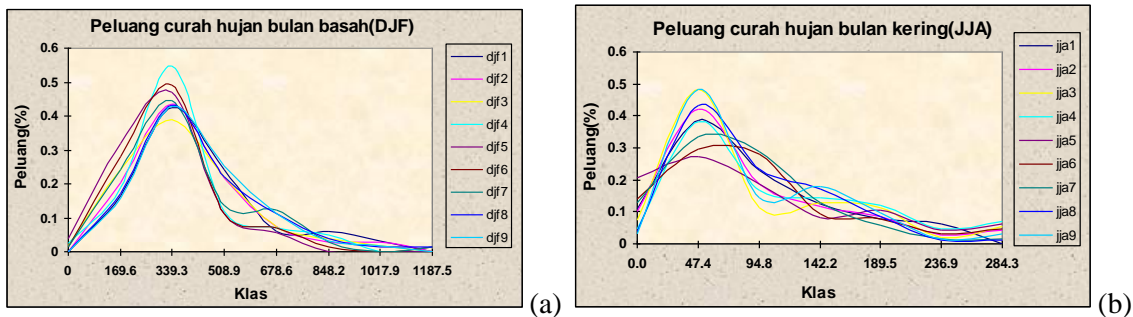 Peluang curah hujan bulan basah(DJF)
Peluang(%)
0.6
0.5
0.4
0.3
0.2
0.1
0
0 169.6 339.3 508.9 678.6 848.2 1017.9 1187.5
Klas
djf1
djf2
djf3
djf4
djf5
djf6
djf7
djf8
djf9
(a)
Peluang curah hujan bulan kering(JJA)
Peluang(%)
0.6
0.5
0.4
0.3
0.2
0.1
0
0.0 47.4 94.8 142.2 189.5 236.9 284.3
Klas
jja1
jja2
jja3
jja4
jja5
jja6
jja7
jja8
jja9
(b)